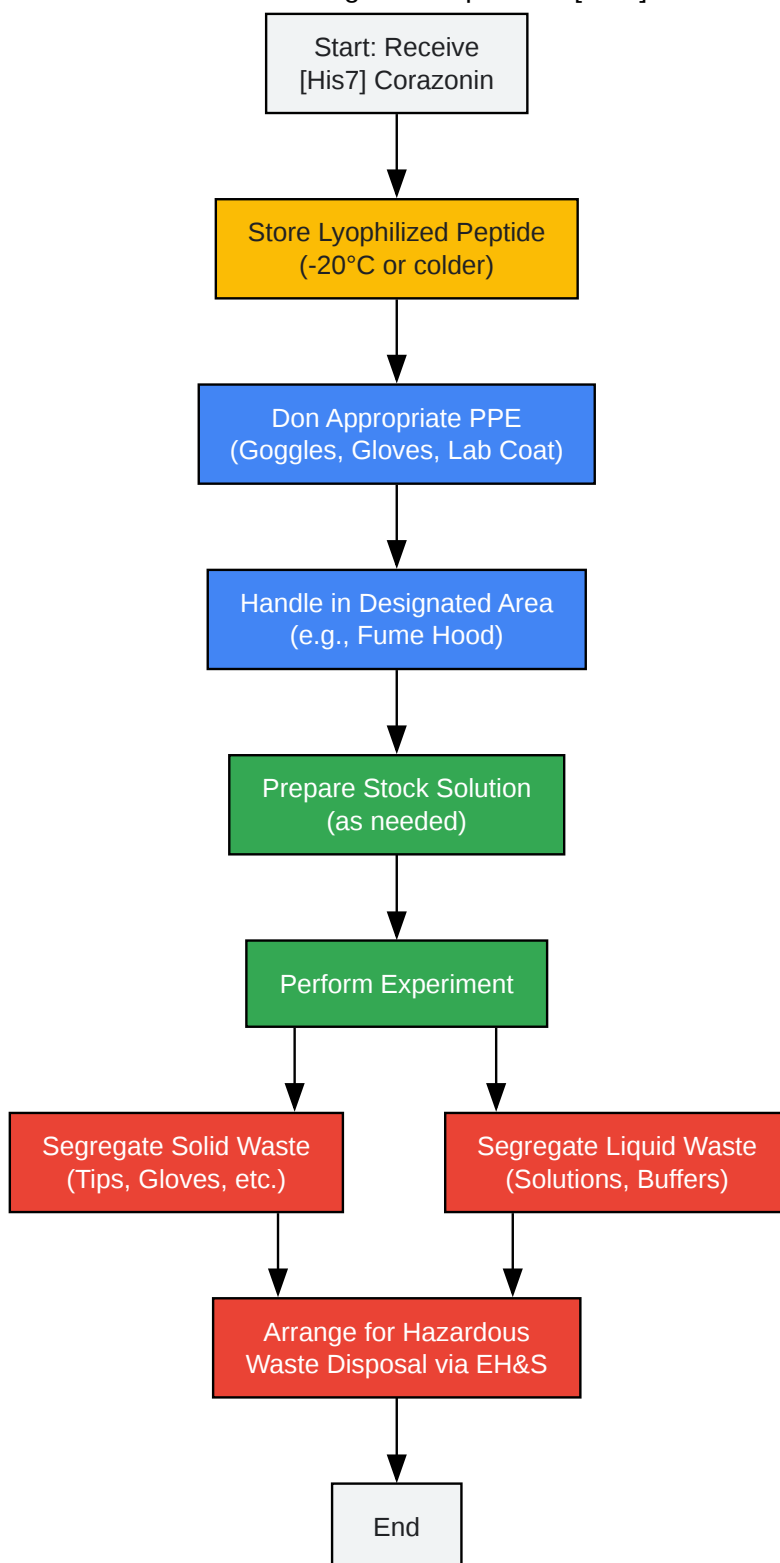 Start: Receive
[His7] Corazonin
Store Lyophilized Peptide
(-20°C or colder)
Don Appropriate PPE
(Goggles, Gloves, Lab Coat)
Handle in Designated Area
(e.g., Fume Hood)
Prepare Stock Solution
(as needed)
Perform Experiment
Segregate Solid Waste
(Tips, Gloves, etc.)
Segregate Liquid Waste
(Solutions, Buffers)
Arrange for Hazardous
Waste Disposal via EH&S
End